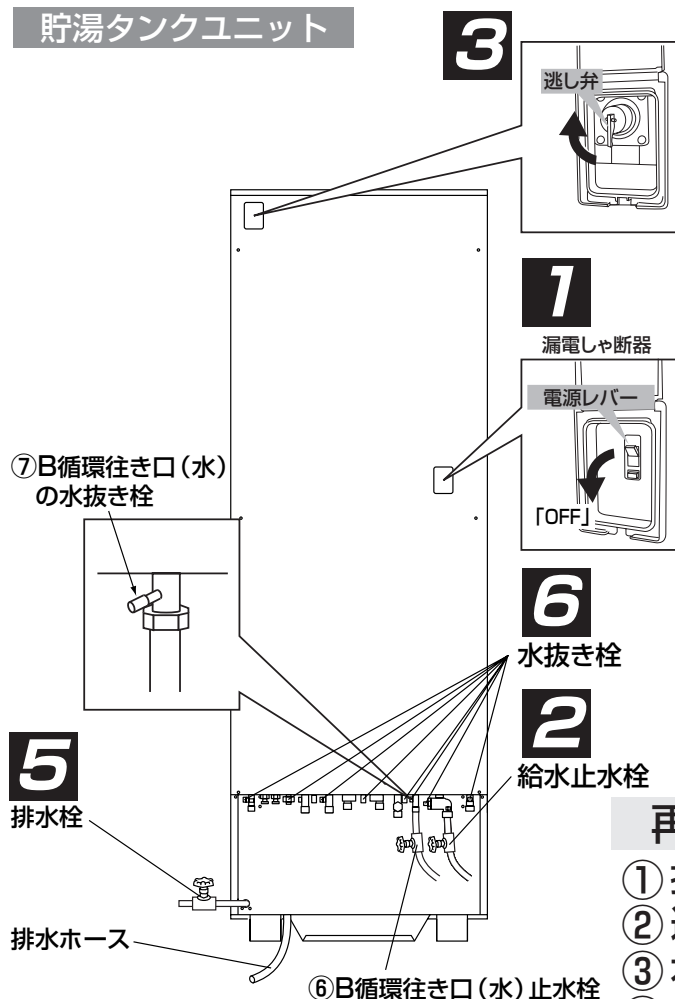 貯湯タンクユニット
3
逃し弁
1
漏電しゃ断器
電源レバー
「OFF」
⑦B循環往き口(水)
の水抜き栓
6
水抜き栓
2
給水止水栓
5
排水栓
排水ホース
⑥B循環往き口(水)止水栓
①
②
③